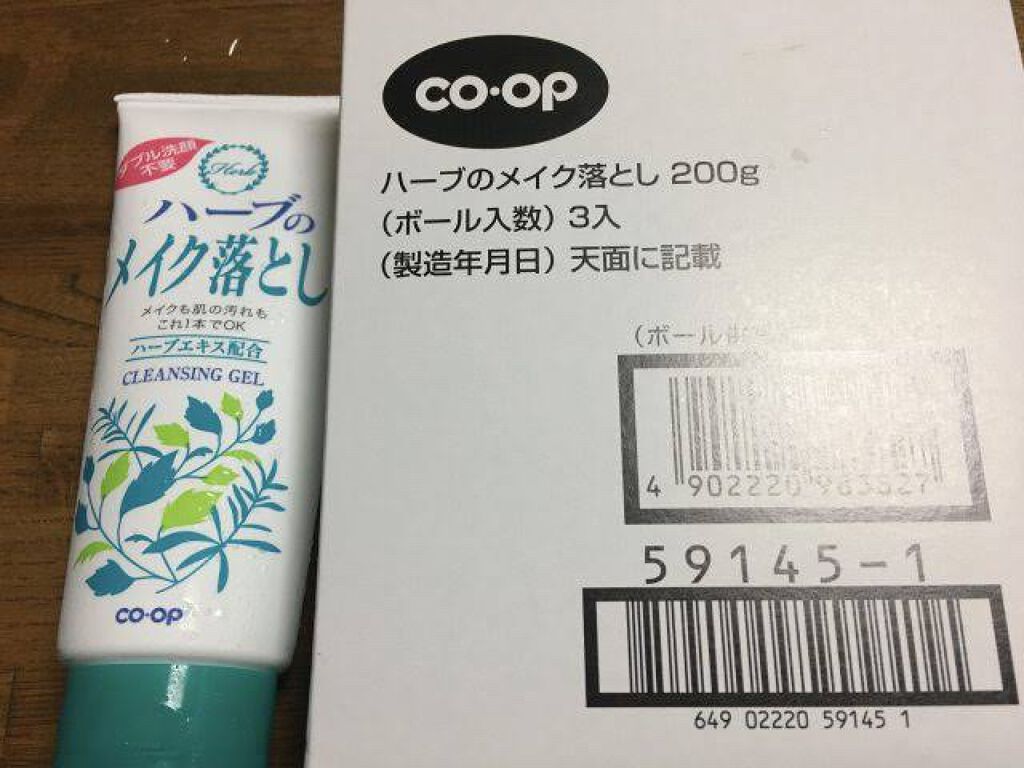 ダブル洗顔
不要
Herb
ハーブの
メイク落とし
メイクも肌の汚れも
これ1本でOK
ハーブエキス配合
CLEANSING GEL
CO·OP
CO·OP
ハーブのメイク落とし 200g
(ボール入数) 3入
(製造年月日) 天面に記載
(ボール
4 902220 963527
59145-1
649 02220 59145 1